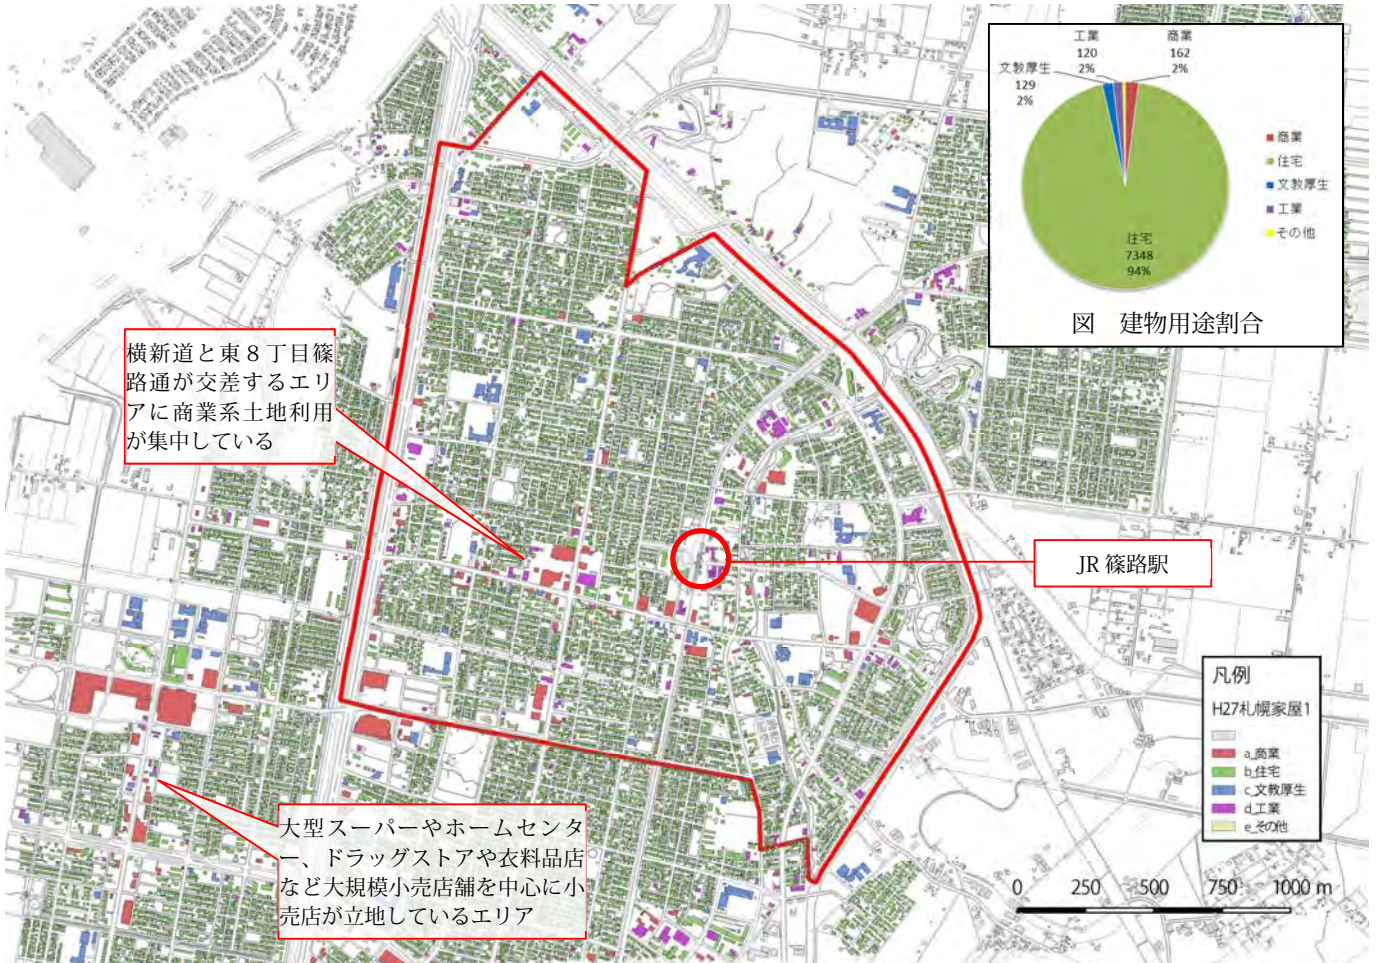 工業
120
2%
商業
162
2%
文教厚生
129
2%
住宅
7348
94%
商業
住宅
文教厚生
工業
その他
図 建物用途割合
横新道と東８丁目篠
路通が交差するエリ
アに商業系土地利用
が集中している
JR 篠路駅
大型スーパーやホームセンタ
ー、ドラッグストアや衣料品店
など大規模小売店舗を中心に小
売店が立地しているエリア
凡例
H27札幌家屋1
a_商業
b_住宅
c_文教厚生
d_工業
e_その他
0 250 500 750 1000 m